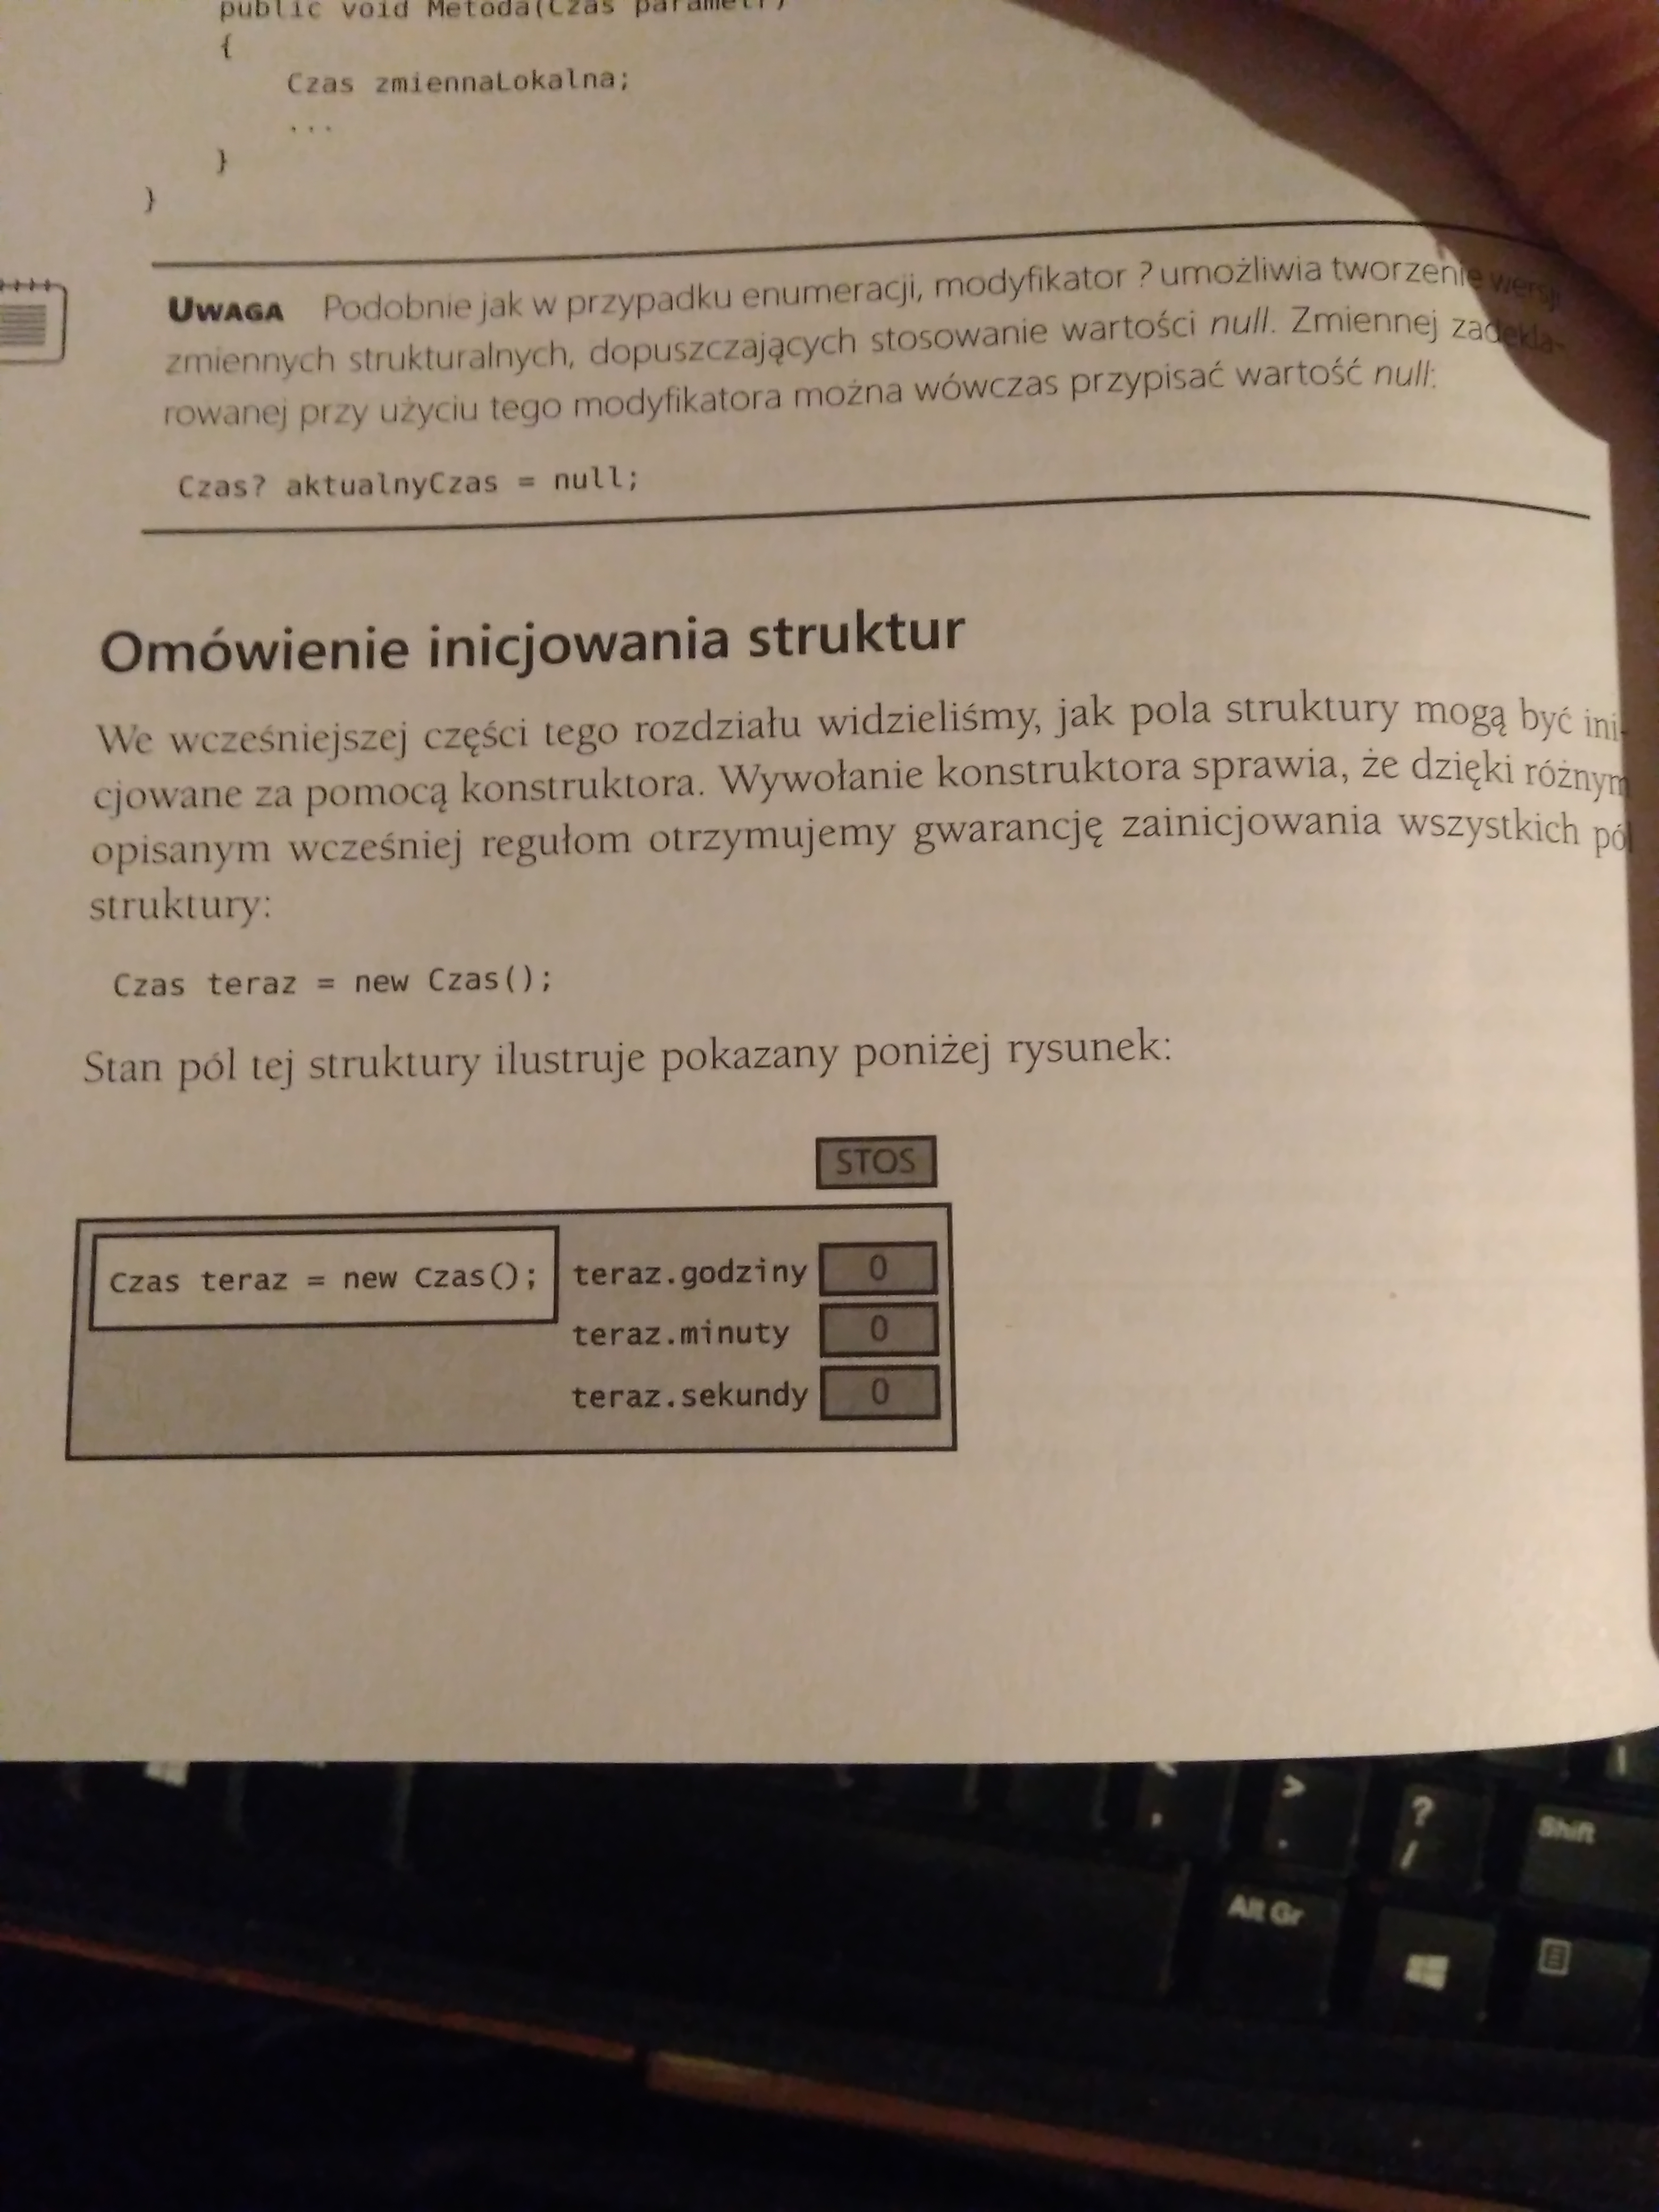 public void Metoda(Czas parametr)
{
Czas zmiennaLokalna;
...
}
}
UWAGA Podobnie jak w przypadku enumeracji, modyfikator ? umożliwia tworzenie wersji
zmiennych strukturalnych, dopuszczających stosowanie wartości null. Zmiennej zadekla-
rowanej przy użyciu tego modyfikatora można wówczas przypisać wartość null:
Czas? aktualnyCzas = null;
Omówienie inicjowania struktur
We wcześniejszej części tego rozdziału widzieliśmy, jak pola struktury mogą być ini-
cjowane za pomocą konstruktora. Wywołanie konstruktora sprawia, że dzięki różnym
opisanym wcześniej regułom otrzymujemy gwarancję zainicjowania wszystkich pól
struktury:
Czas teraz = new Czas();
Stan pól tej struktury ilustruje pokazany poniżej rysunek:
STOS
Czas teraz = new Czas(); teraz.godziny 0
teraz.minuty 0
teraz.sekundy 0
< , > . ? / Shift
Alt Gr